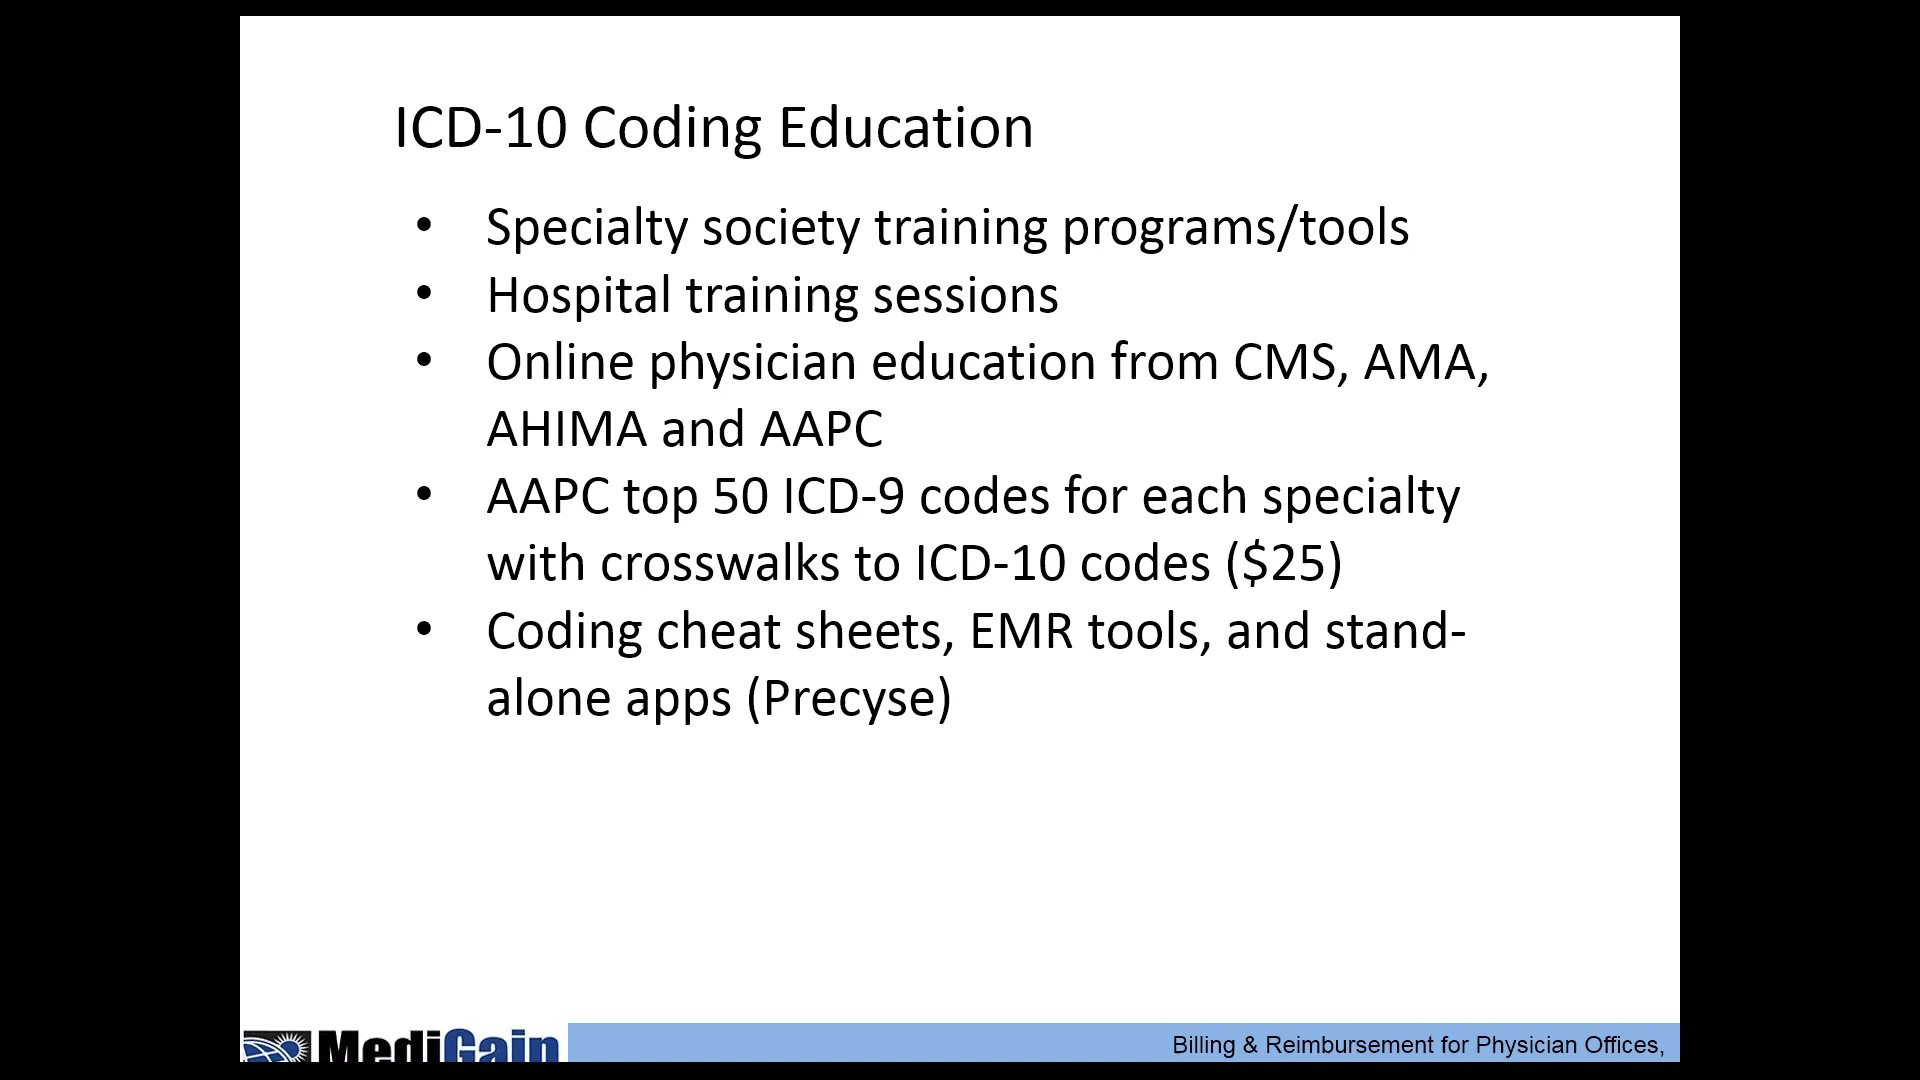 ICD-10 Coding Education
• Specialty society training programs/tools
• Hospital training sessions
• Online physician education from CMS, AMA,
AHIMA and AAPC
• AAPC top 50 ICD-9 codes for each specialty
with crosswalks to ICD-10 codes ($25)
• Coding cheat sheets, EMR tools, and stand-
alone apps (Precyse)
MediGain
Billing & Reimbursement for Physician Offices,